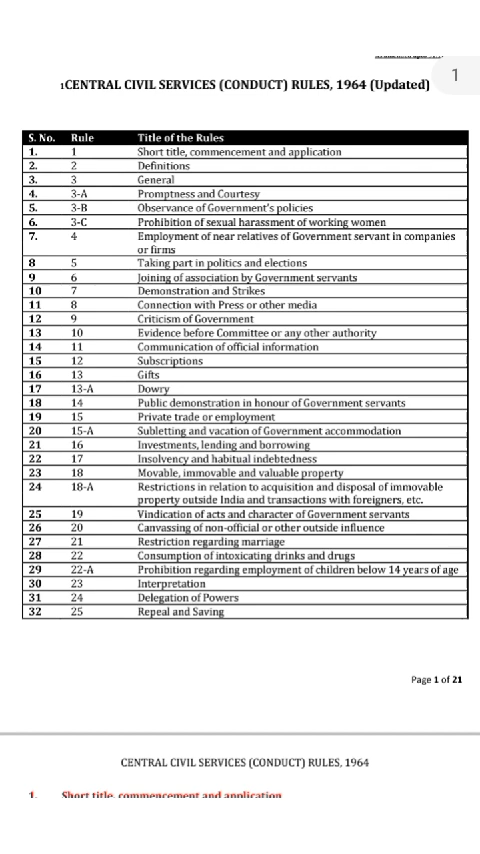 1
1CENTRAL CIVIL SERVICES (CONDUCT) RULES, 1964 (Updated)
S. No. Rule Title of the Rules
1. 1 Short title, commencement and application
2. 2 Definitions
3. 3 General
4. 3-A Promptness and Courtesy
5. 3-B Observance of Government's policies
6. 3-C Prohibition of sexual harassment of working women
7. 4 Employment of near relatives of Government servant in companies
or firms
8 5 Taking part in politics and elections
9 6 Joining of association by Government servants
10 7 Demonstration and Strikes
11 8 Connection with Press or other media
12 9 Criticism of Government
13 10 Evidence before Committee or any other authority
14 11 Communication of official information
15 12 Subscriptions
16 13 Gifts
17 13-A Dowry
18 14 Public demonstration in honour of Government servants
19 15 Private trade or employment
20 15-A Subletting and vacation of Government accommodation
21 16 Investments, lending and borrowing
22 17 Insolvency and habitual indebtedness
23 18 Movable, immovable and valuable property
24 18-A Restrictions in relation to acquisition and disposal of immovable
property outside India and transactions with foreigners, etc.
25 19 Vindication of acts and character of Government servants
26 20 Canvassing of non-official or other outside influence
27 21 Restriction regarding marriage
28 22 Consumption of intoxicating drinks and drugs
29 22-A Prohibition regarding employment of children below 14 years of age
30 23 Interpretation
31 24 Delegation of Powers
32 25 Repeal and Saving
Page 1 of 21
CENTRAL CIVIL SERVICES (CONDUCT) RULES, 1964
1. Short title, commencement and application